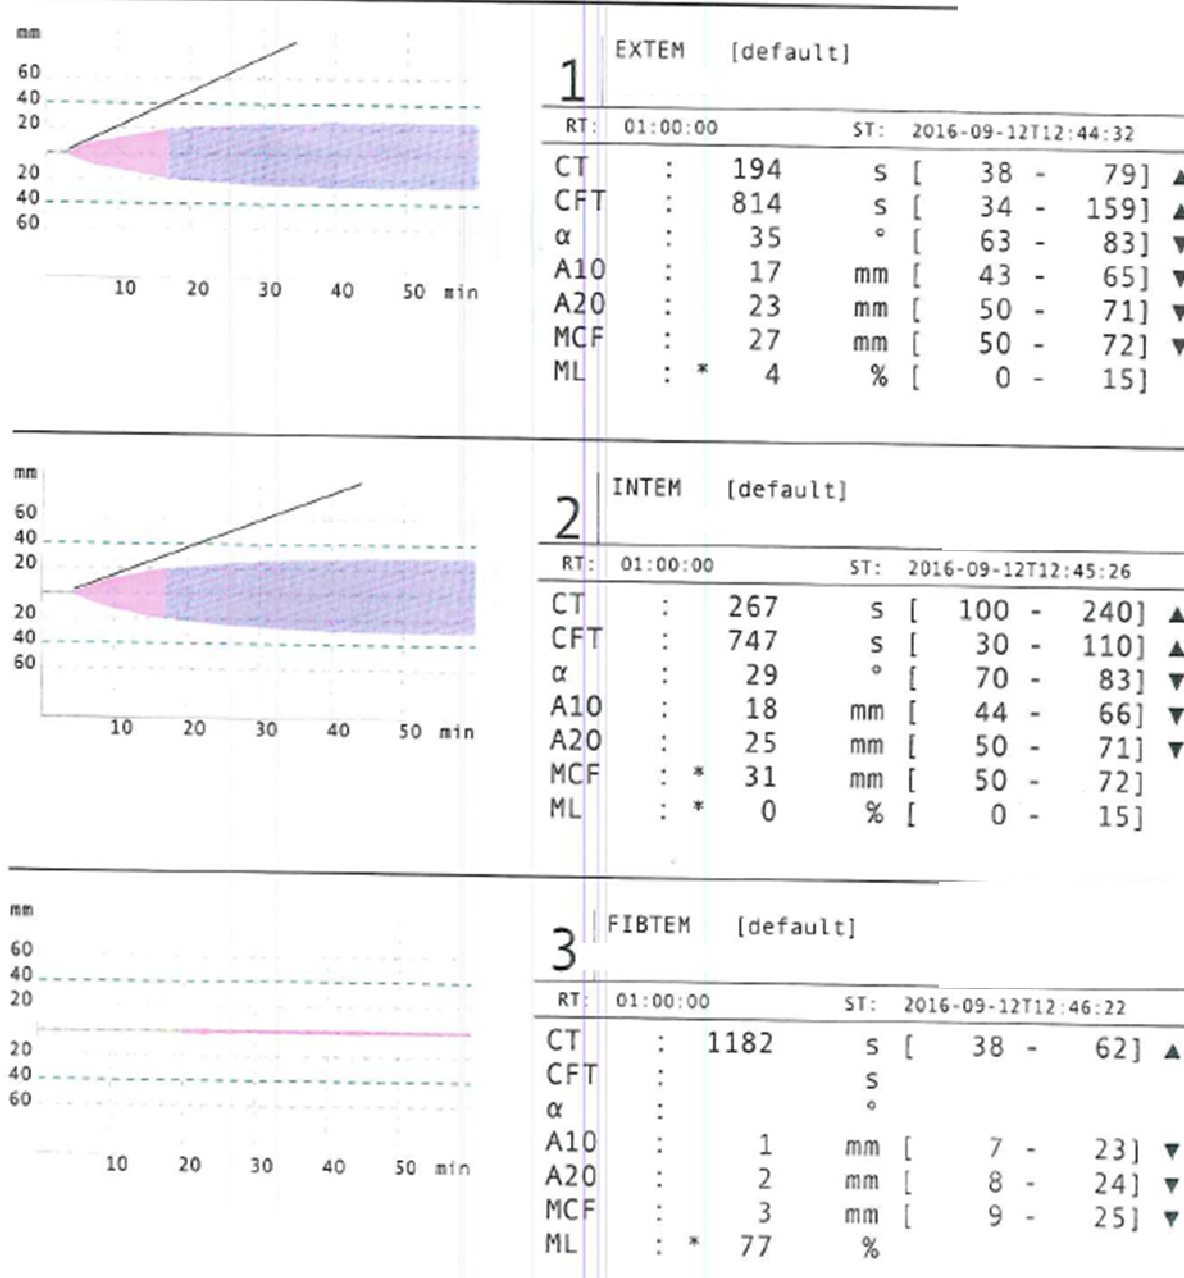 mm
60
40
20
20
40
60
10 20 30 40 50 min
1 EXTEM [default]
RT: 01:00:00 ST: 2016-09-12T12:44:32
CT : 194 s [ 38 - 79] ▲
CFT : 814 s [ 34 - 159] ▲
α : 35 ° [ 63 - 83] ▼
A10 : 17 mm [ 43 - 65] ▼
A20 : 23 mm [ 50 - 71] ▼
MCF : 27 mm [ 50 - 72] ▼
ML : * 4 % [ 0 - 15]
mm
60
40
20
20
40
60
10 20 30 40 50 min
2 INTEM [default]
RT: 01:00:00 ST: 2016-09-12T12:45:26
CT : 267 s [ 100 - 240] ▲
CFT : 747 s [ 30 - 110] ▲
α : 29 ° [ 70 - 83] ▼
A10 : 18 mm [ 44 - 66] ▼
A20 : 25 mm [ 50 - 71] ▼
MCF : * 31 mm [ 50 - 72]
ML : * 0 % [ 0 - 15]
mm
60
40
20
20
40
60
10 20 30 40 50 min
3 FIBTEM [default]
RT: 01:00:00 ST: 2016-09-12T12:46:22
CT : 1182 s [ 38 - 62] ▲
CFT : s
α : °
A10 : 1 mm [ 7 - 23] ▼
A20 : 2 mm [ 8 - 24] ▼
MCF : 3 mm [ 9 - 25] ▼
ML : * 77 %